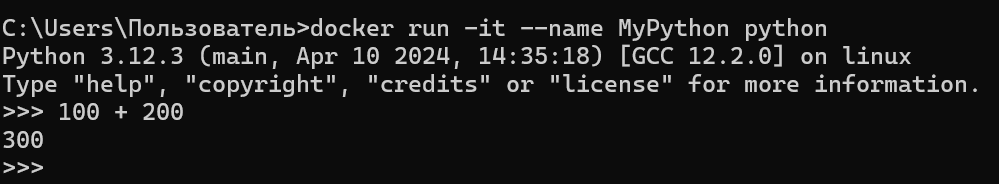 C:\Users\Пользователь>docker run -it --name MyPython python
Python 3.12.3 (main, Apr 10 2024, 14:35:18) [GCC 12.2.0] on linux
Type "help", "copyright", "credits" or "license" for more information.
>>> 100 + 200
300
>>>